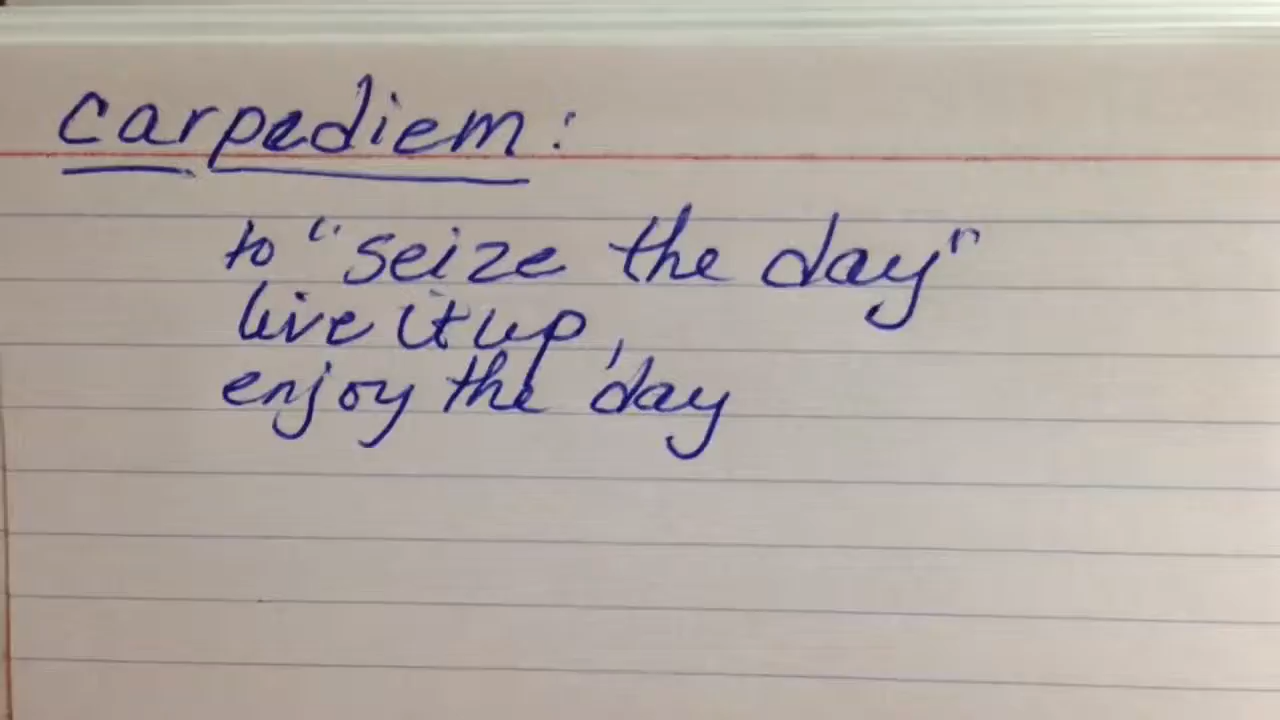 carpediem:
to "seize the day"
live it up,
enjoy the day